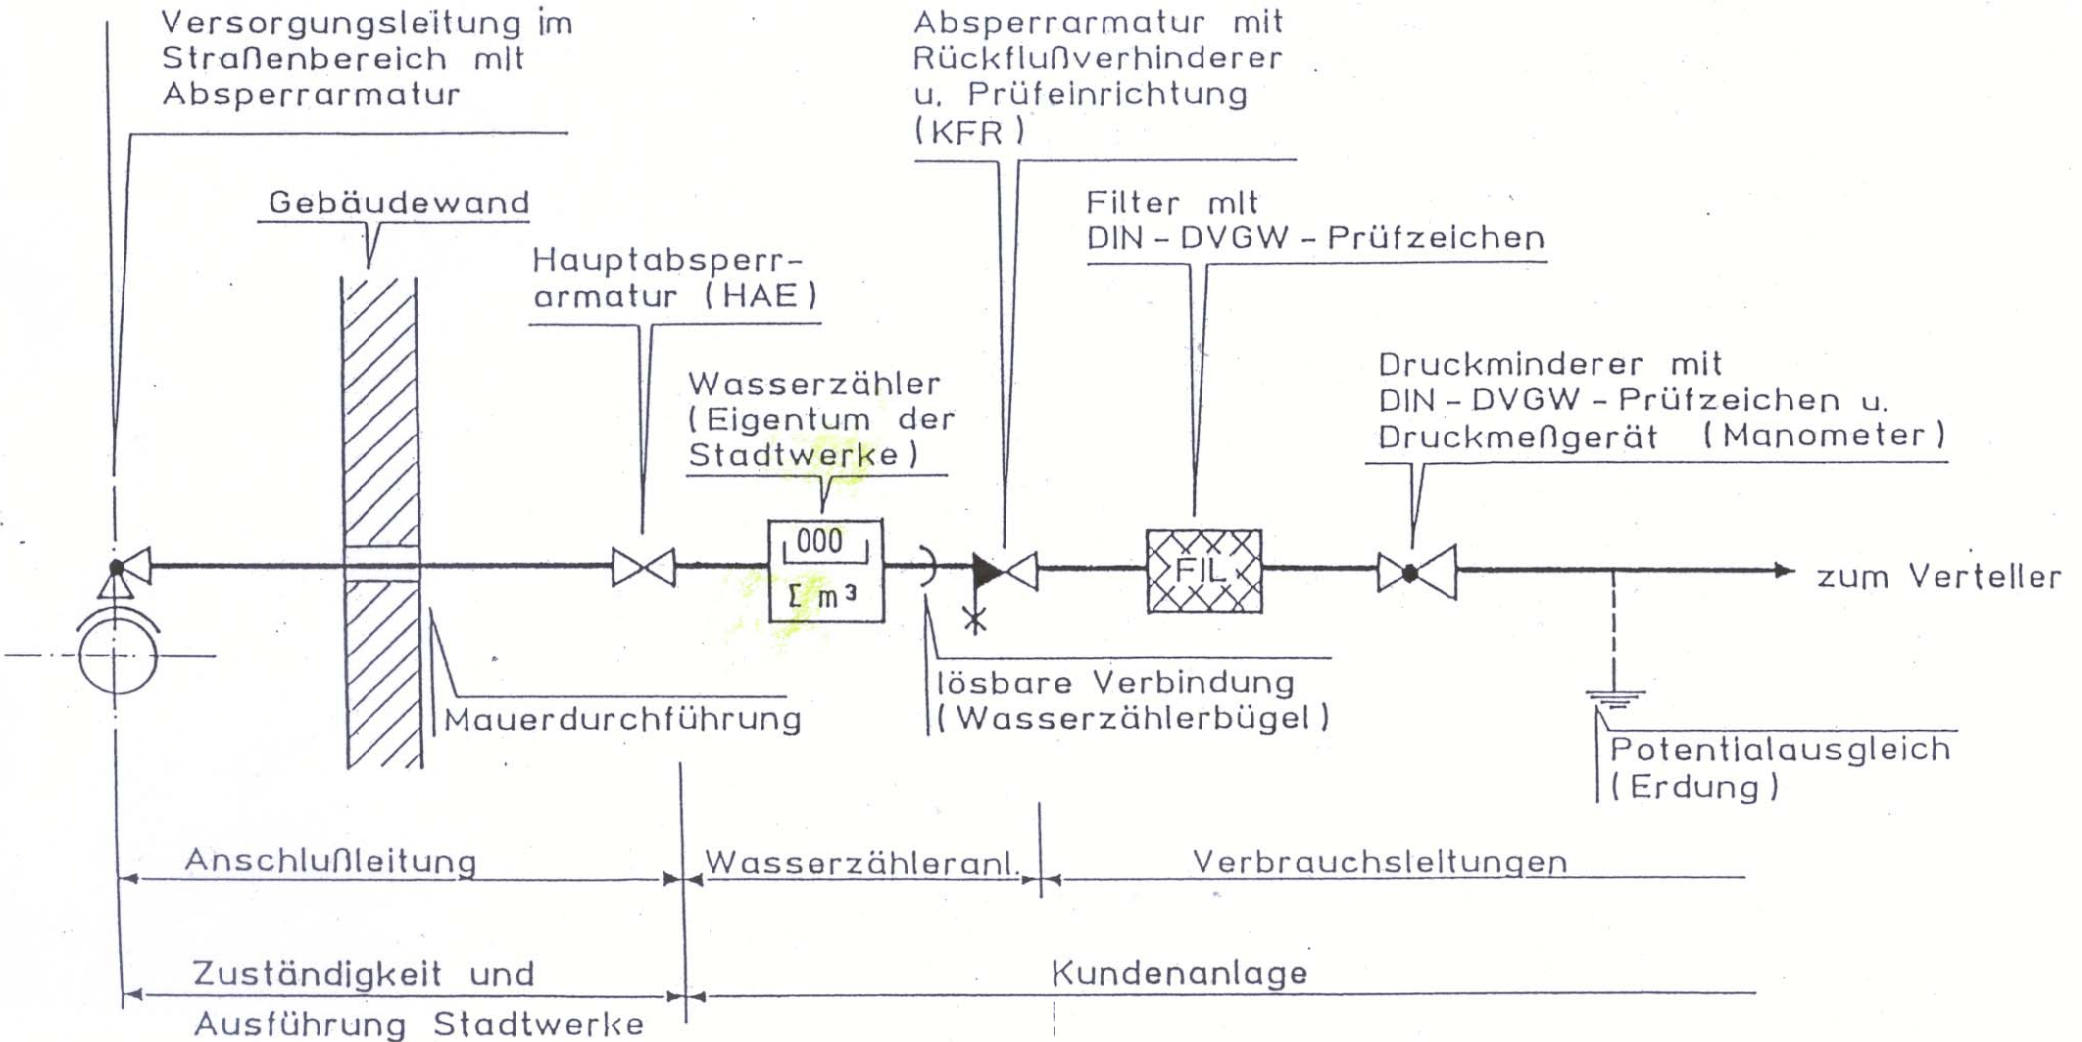 Versorgungsleitung im
Straßenbereich mit
Absperrarmatur
Absperrarmatur mit
Rückflußverhinderer
u. Prüfeinrichtung
(KFR)
Gebäudewand
Filter mit
DIN - DVGW - Prüfzeichen
Hauptabsperr-
armatur (HAE)
Wasserzähler
(Eigentum der
Stadtwerke)
Druckminderer mit
DIN - DVGW - Prüfzeichen u.
Druckmeßgerät (Manometer)
000
Σ m³
FIL
zum Verteiler
lösbare Verbindung
(Wasserzählerbügel)
Mauerdurchführung
Potentialausgleich
(Erdung)
Anschlußleitung
Wasserzähleranl.
Verbrauchsleitungen
Zuständigkeit und
Ausführung Stadtwerke
Kundenanlage